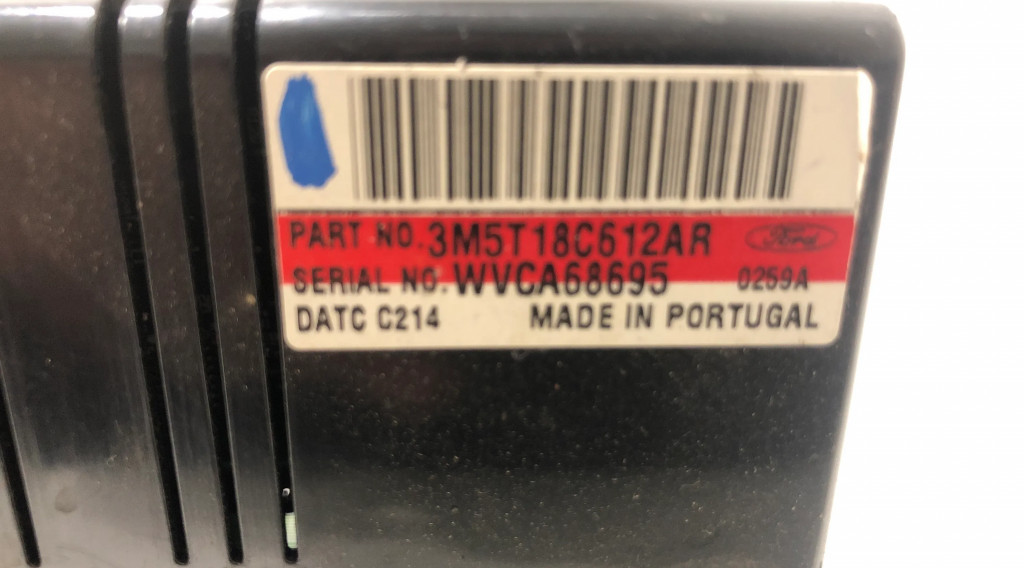 PART NO. 3M5T18C612AR Ford
SERIAL NO. WVCA68695 0259A
DATC C214 MADE IN PORTUGAL